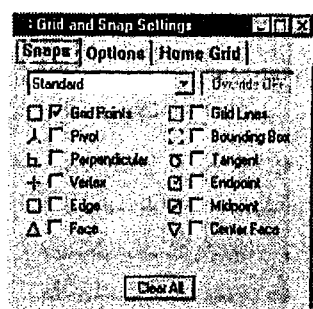 : Grid and Snap Settings
Snaps Options Home Grid
Standard Override OFF
Grid Points Grid Lines
Pivot Bounding Box
Perpendicular Tangent
Vertex Endpoint
Edge Midpoint
Face Center Face
Clear All